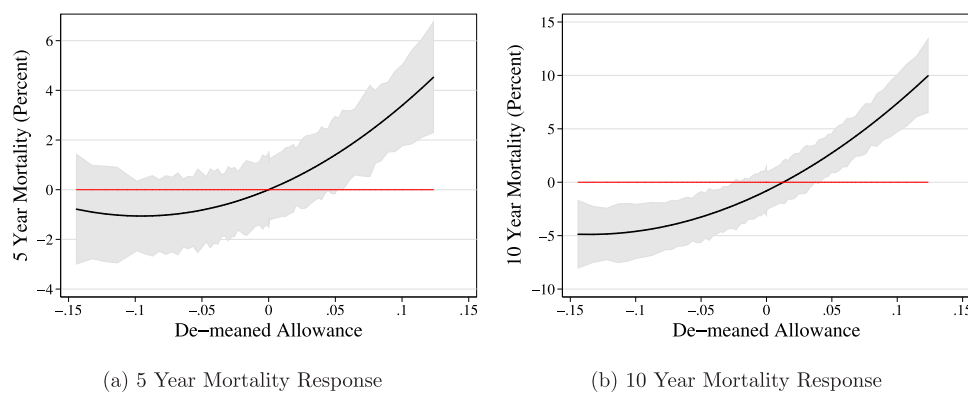 5 Year Mortality (Percent)
6
4
2
0
−2
−4
−.15 −.1 −.05 0 .05 .1 .15
De−meaned Allowance
(a) 5 Year Mortality Response
10 Year Mortality (Percent)
15
10
5
0
−5
−10
−.15 −.1 −.05 0 .05 .1 .15
De−meaned Allowance
(b) 10 Year Mortality Response